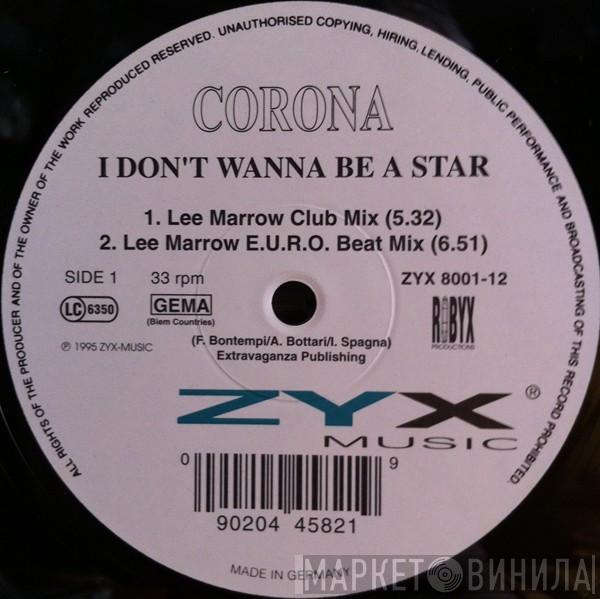 ALL RIGHTS OF THE PRODUCER AND OF THE OWNER OF THE WORK REPRODUCED RESERVED. UNAUTHORISED COPYING, HIRING, LENDING, PUBLIC PERFORMANCE AND BROADCASTING OF THIS RECORD PROHIBITED.
CORONA
I DON'T WANNA BE A STAR
1. Lee Marrow Club Mix (5.32)
2. Lee Marrow E.U.R.O. Beat Mix (6.51)
SIDE 1 33 rpm ZYX 8001-12
LC 6350 GEMA
(Biem Countries)
ROBYX
PRODUCTIONS
℗ 1995 ZYX-MUSIC
(F. Bontempi/A. Bottari/I. Spagna)
Extravaganza Publishing
ZYX ®
MUSIC
0 9
90204 45821
MADE IN GERMANY
МАРКЕТ ВИНИЛА